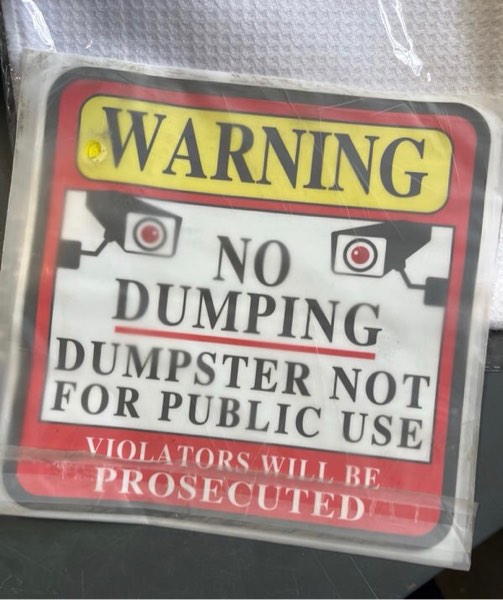 WARNING
NO
DUMPING
DUMPSTER NOT
FOR PUBLIC USE
VIOLATORS WILL BE
PROSECUTED